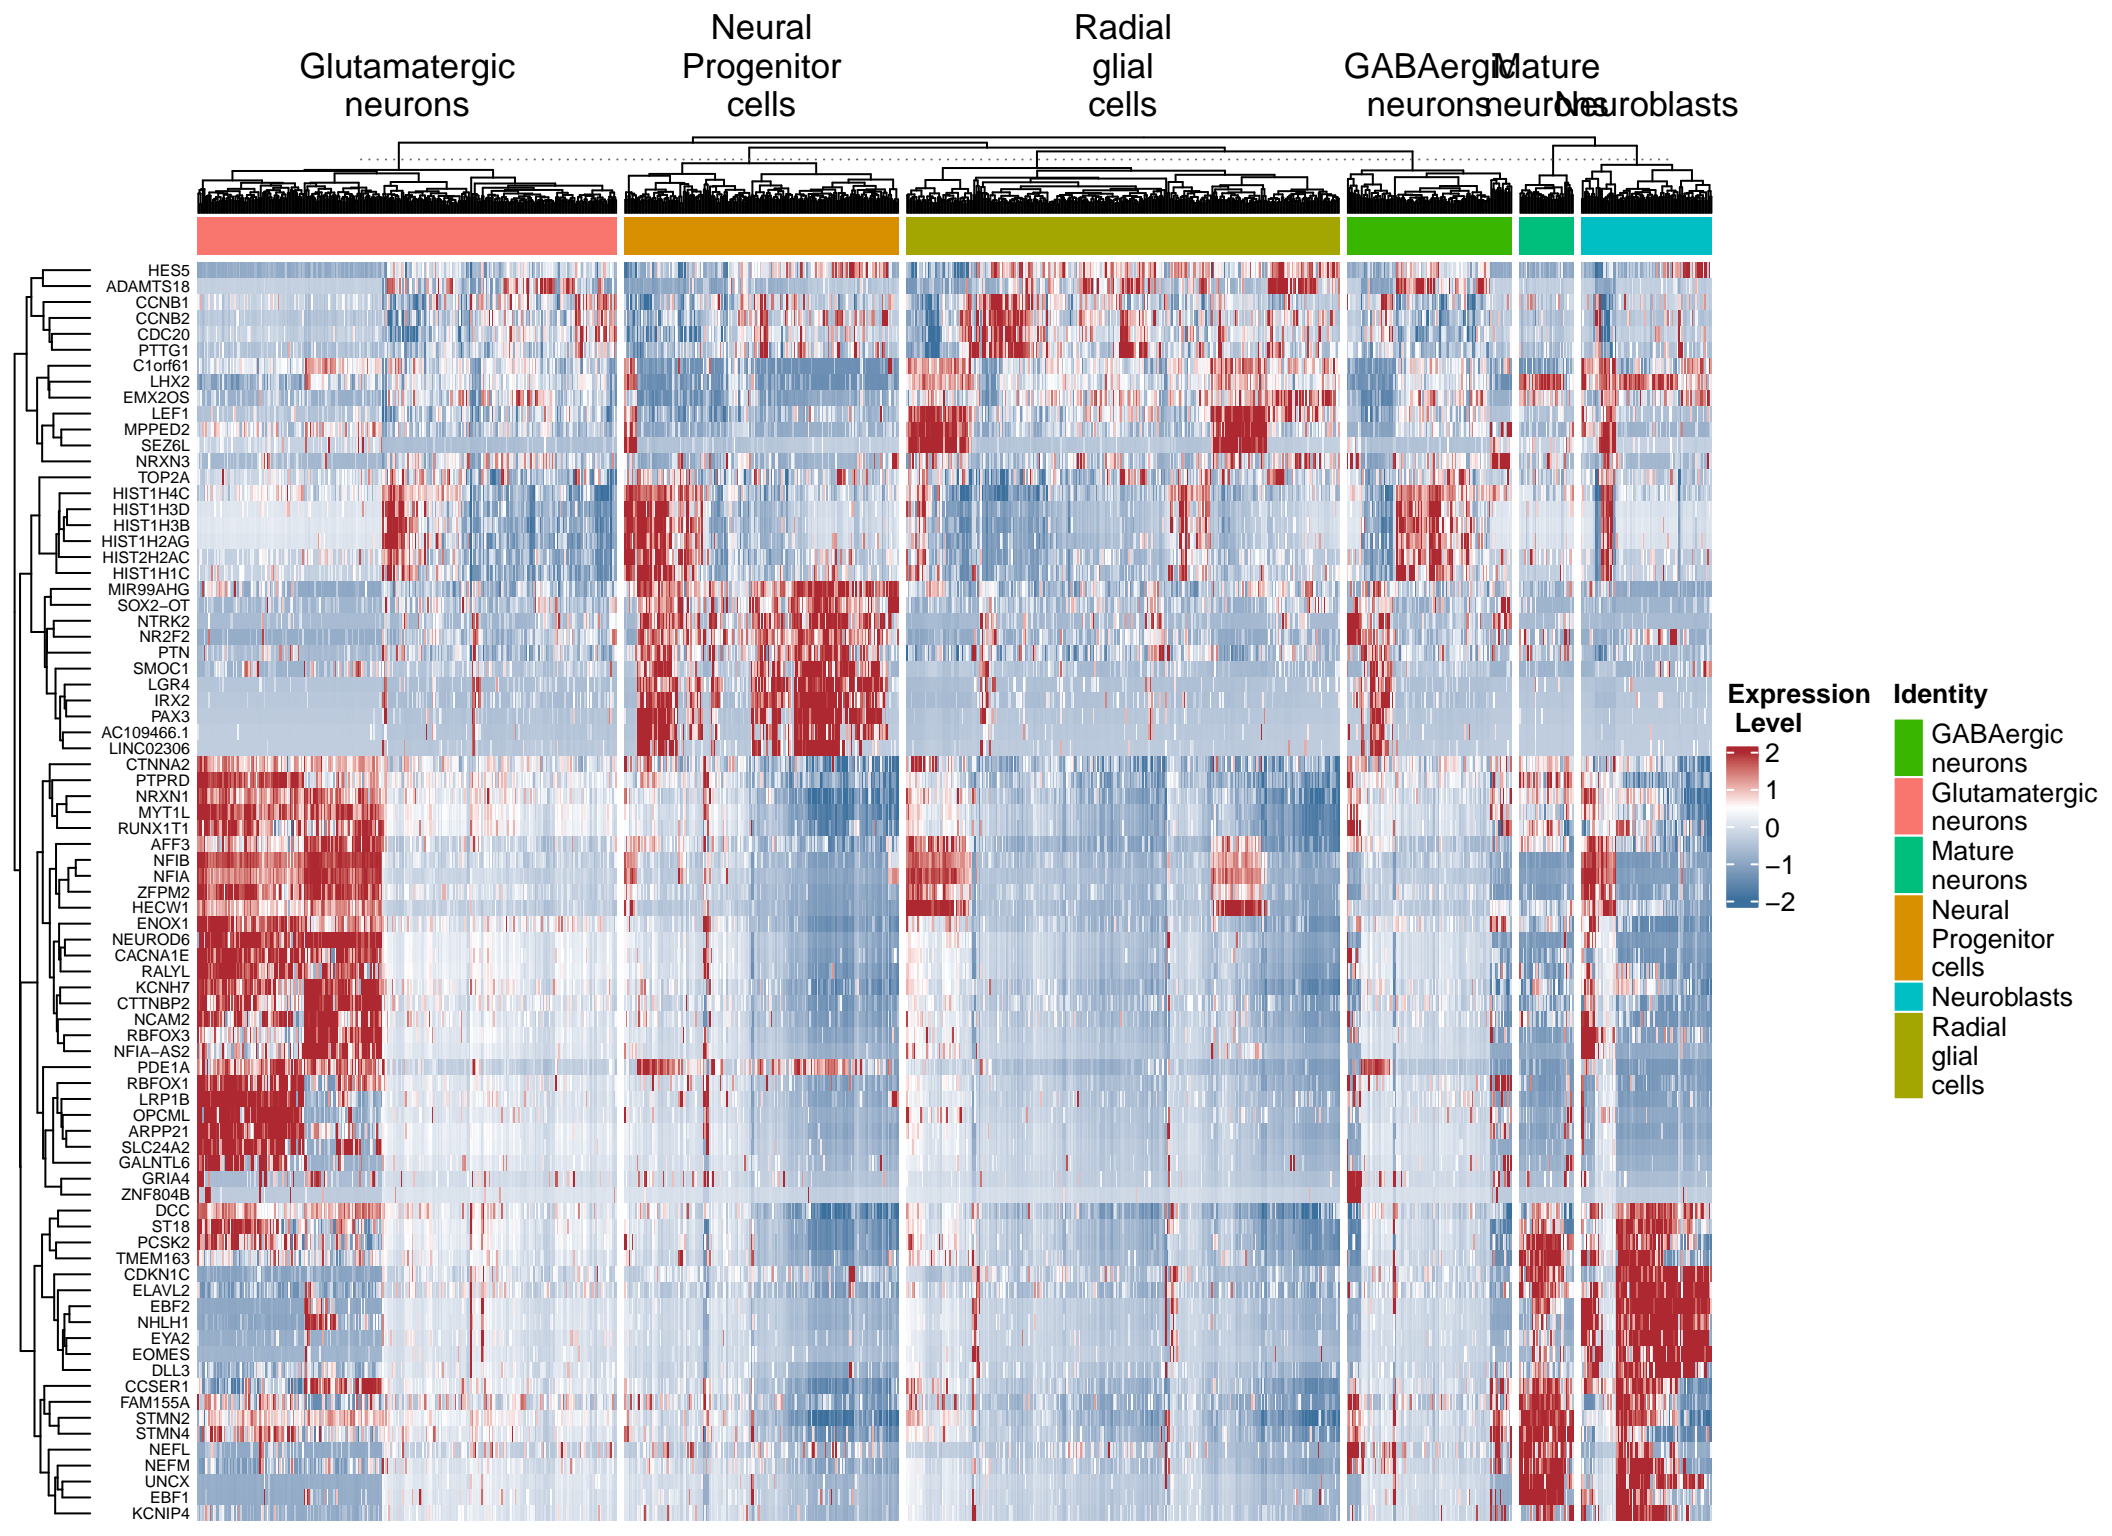 Glutamatergic
neurons
Neural
Progenitor
cells
Radial
glial
cells
GABAergic
neurons
Mature
neurons
Neuroblasts
HES5
ADAMTS18
CCNB1
CCNB2
CDC20
PTTG1
C1orf61
LHX2
EMX2OS
LEF1
MPPED2
SEZ6L
NRXN3
TOP2A
HIST1H4C
HIST1H3D
HIST1H3B
HIST1H2AG
HIST2H2AC
HIST1H1C
MIR99AHG
SOX2−OT
NTRK2
NR2F2
PTN
SMOC1
LGR4
IRX2
PAX3
AC109466.1
LINC02306
CTNNA2
PTPRD
NRXN1
MYT1L
RUNX1T1
AFF3
NFIB
NFIA
ZFPM2
HECW1
ENOX1
NEUROD6
CACNA1E
RALYL
KCNH7
CTTNBP2
NCAM2
RBFOX3
NFIA−AS2
PDE1A
RBFOX1
LRP1B
OPCML
ARPP21
SLC24A2
GALNTL6
GRIA4
ZNF804B
DCC
ST18
PCSK2
TMEM163
CDKN1C
ELAVL2
EBF2
NHLH1
EYA2
EOMES
DLL3
CCSER1
FAM155A
STMN2
STMN4
NEFL
NEFM
UNCX
EBF1
KCNIP4
Expression
Level
2
1
0
−1
−2
Identity
GABAergic
neurons
Glutamatergic
neurons
Mature
neurons
Neural
Progenitor
cells
Neuroblasts
Radial
glial
cells